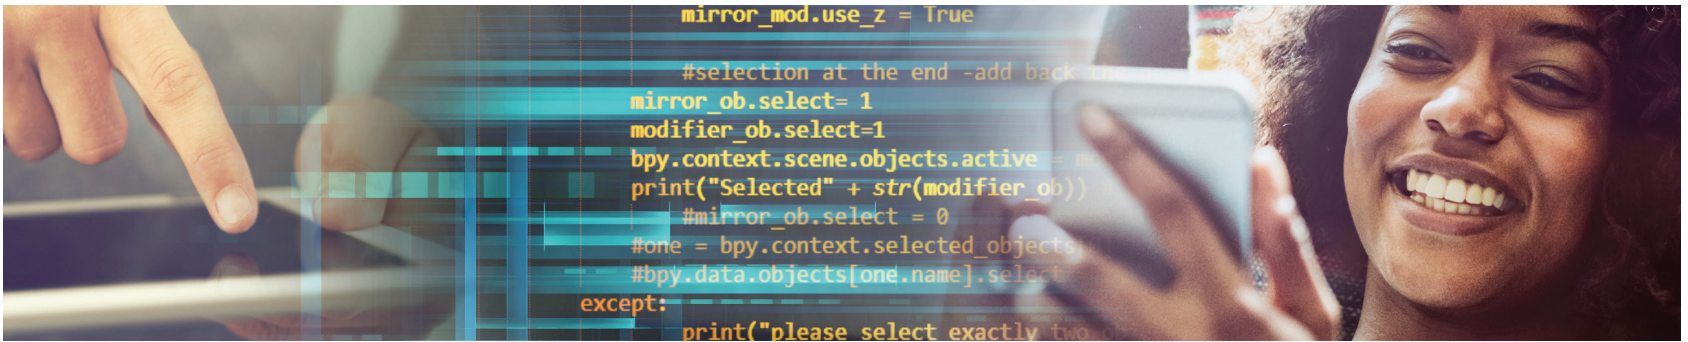 mirror_mod.use_z = True
#selection at the end -add back the
mirror_ob.select= 1
modifier_ob.select=1
bpy.context.scene.objects.active =
print("Selected" + str(modifier_ob))
#mirror_ob.select = 0
#one = bpy.context.selected_objects
#bpy.data.objects[one.name].select =
except:
print("please select exactly two